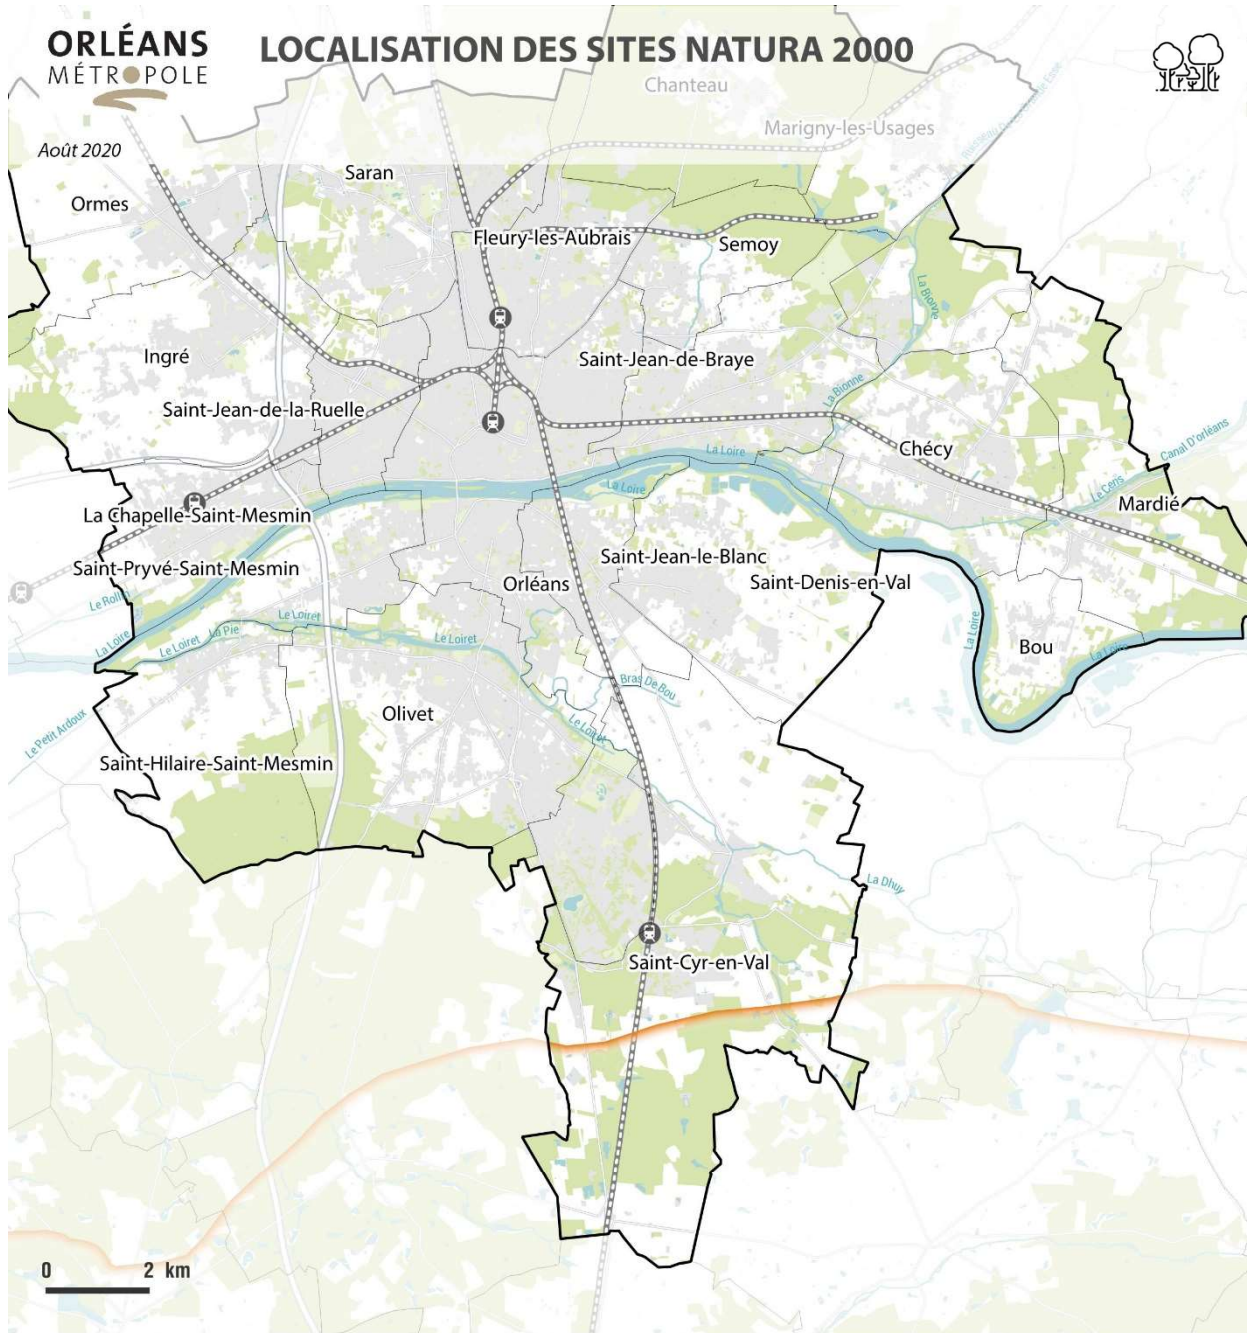 ORLÉANS
MÉTROPOLE
LOCALISATION DES SITES NATURA 2000
Chanteau
Marigny-les-Usages
Août 2020
Saran
Ormes
Fleury-les-Aubrais
Semoy
La Bionne
Ingré
Saint-Jean-de-Braye
La Bionne
Saint-Jean-de-la-Ruelle
Chécy
Canal D'orléans
La Loire
La Loire
Le Cens
Mardié
La Chapelle-Saint-Mesmin
Saint-Jean-le-Blanc
Saint-Pryvé-Saint-Mesmin
Orléans
Saint-Denis-en-Val
Le Rollin
Le Loiret
La Pie
La Loire
Le Loiret
Le Loiret
La Loire
Bou
La Loire
Bras De Bou
Le Petit Ardoux
Olivet
Le Loiret
Saint-Hilaire-Saint-Mesmin
La Dhuy
Saint-Cyr-en-Val
0 2 km